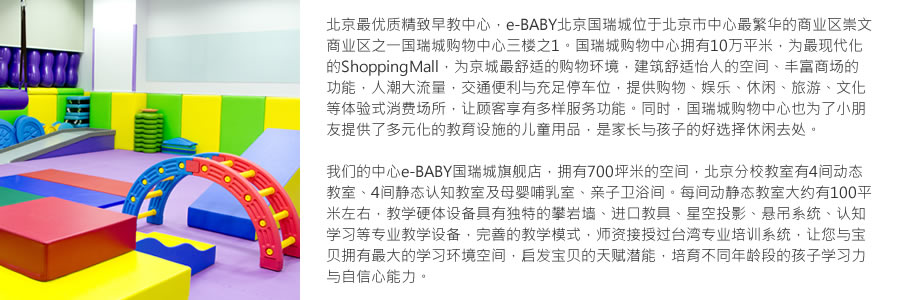 北京最优质精致早教中心，e-BABY北京国瑞城位于北京市中心最繁华的商业区崇文
商业区之一国瑞城购物中心三楼之1。国瑞城购物中心拥有10万平米，为最现代化
的ShoppingMall，为京城最舒适的购物环境，建筑舒适怡人的空间、丰富商场的
功能，人潮大流量，交通便利与充足停车位，提供购物、娱乐、休闲、旅游、文化
等体验式消费场所，让顾客享有多样服务功能。同时，国瑞城购物中心也为了小朋
友提供了多元化的教育设施的儿童用品，是家长与孩子的好选择休闲去处。
我们的中心e-BABY国瑞城旗舰店，拥有700坪米的空间，北京分校教室有4间动态
教室、4间静态认知教室及母婴哺乳室、亲子卫浴间。每间动静态教室大约有100平
米左右，教学硬体设备具有独特的攀岩墙、进口教具、星空投影、悬吊系统、认知
学习等专业教学设备，完善的教学模式，师资接授过台湾专业培训系统，让您与宝
贝拥有最大的学习环境空间，启发宝贝的天赋潜能，培育不同年龄段的孩子学习力
与自信心能力。